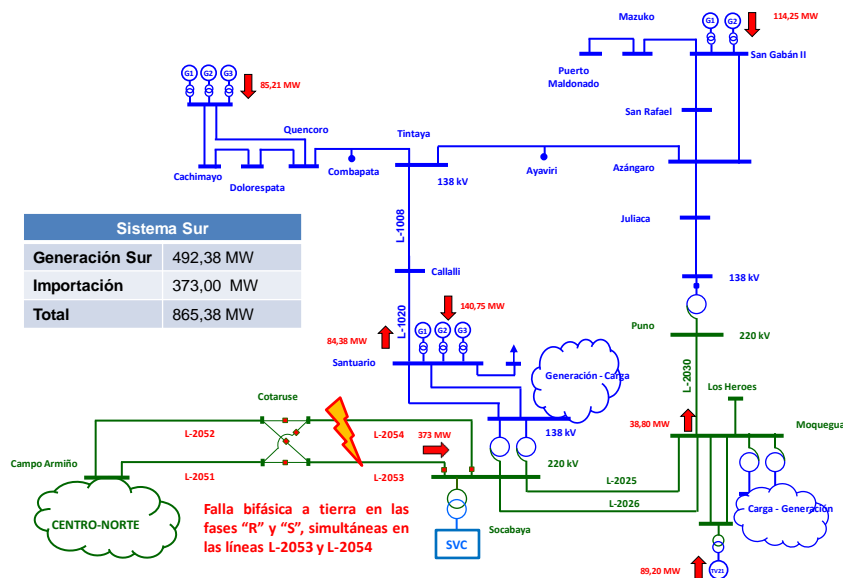 Mazuko
114,25 MW
G1 G2
San Gabán II
Puerto
Maldonado
G1 G2 G3
85,21 MW
San Rafael
Quencoro
Tintaya
Cachimayo
Dolorespata
Combapata
138 kV
Ayaviri
Azángaro
Sistema Sur
Generación Sur 492,38 MW
Importación 373,00 MW
Total 865,38 MW
L-1008
Juliaca
Callalli
138 kV
L-1020
140,75 MW
84,38 MW
G1 G2 G3
Puno
220 kV
Santuario
Generación - Carga
L-2030
Los Heroes
Cotaruse
L-2052
L-2054
373 MW
138 kV
38,80 MW
Moquegua
Campo Armiño
L-2051
L-2053
220 kV
L-2025
L-2026
CENTRO-NORTE
Falla bifásica a tierra en las
fases “R” y “S”, simultáneas en
las líneas L-2053 y L-2054
Socabaya
SVC
Carga - Generación
89,20 MW
TV21